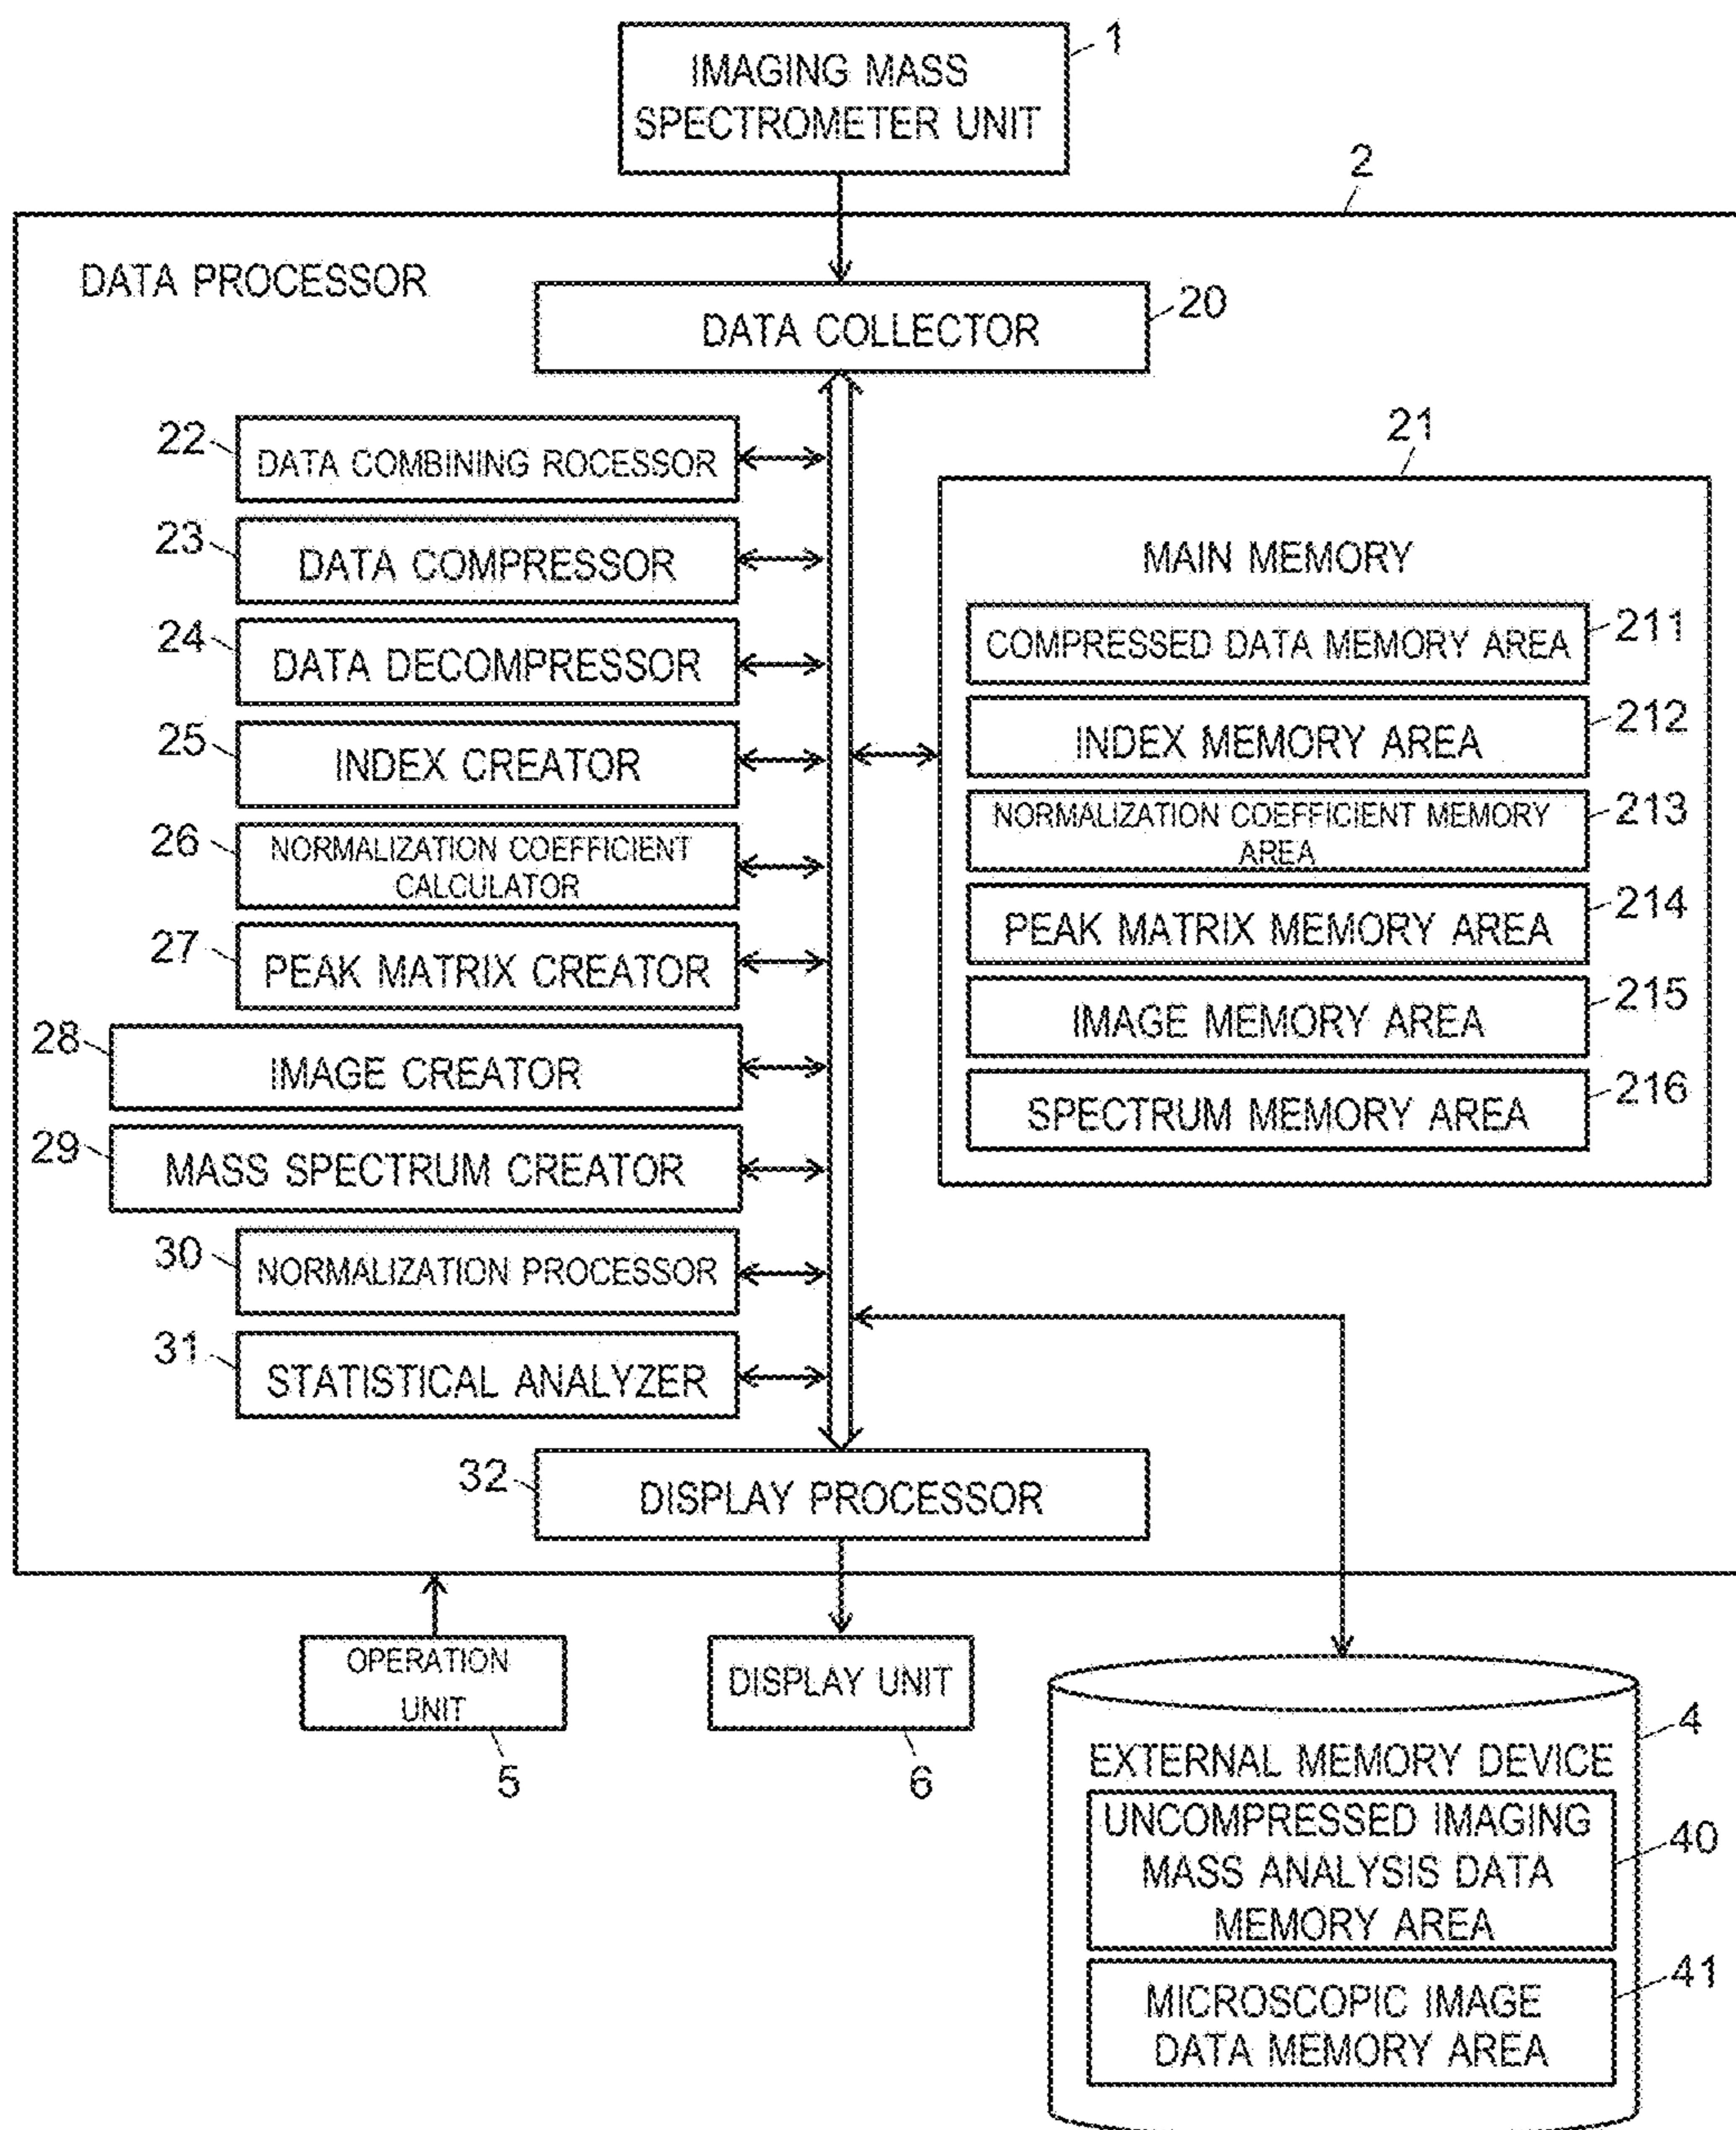 1
IMAGING MASS
SPECTROMETER UNIT
2
DATA PROCESSOR
20
DATA COLLECTOR
22
DATA COMBINING ROCESSOR
23
DATA COMPRESSOR
24
DATA DECOMPRESSOR
25
INDEX CREATOR
26
NORMALIZATION COEFFICIENT
CALCULATOR
27
PEAK MATRIX CREATOR
28
IMAGE CREATOR
29
MASS SPECTRUM CREATOR
30
NORMALIZATION PROCESSOR
31
STATISTICAL ANALYZER
21
MAIN MEMORY
COMPRESSED DATA MEMORY AREA
211
INDEX MEMORY AREA
212
NORMALIZATION COEFFICIENT MEMORY
AREA
213
PEAK MATRIX MEMORY AREA
214
IMAGE MEMORY AREA
215
SPECTRUM MEMORY AREA
216
32
DISPLAY PROCESSOR
OPERATION
UNIT
5
DISPLAY UNIT
6
4
EXTERNAL MEMORY DEVICE
UNCOMPRESSED IMAGING
MASS ANALYSIS DATA
MEMORY AREA
40
MICROSCOPIC IMAGE
DATA MEMORY AREA
41